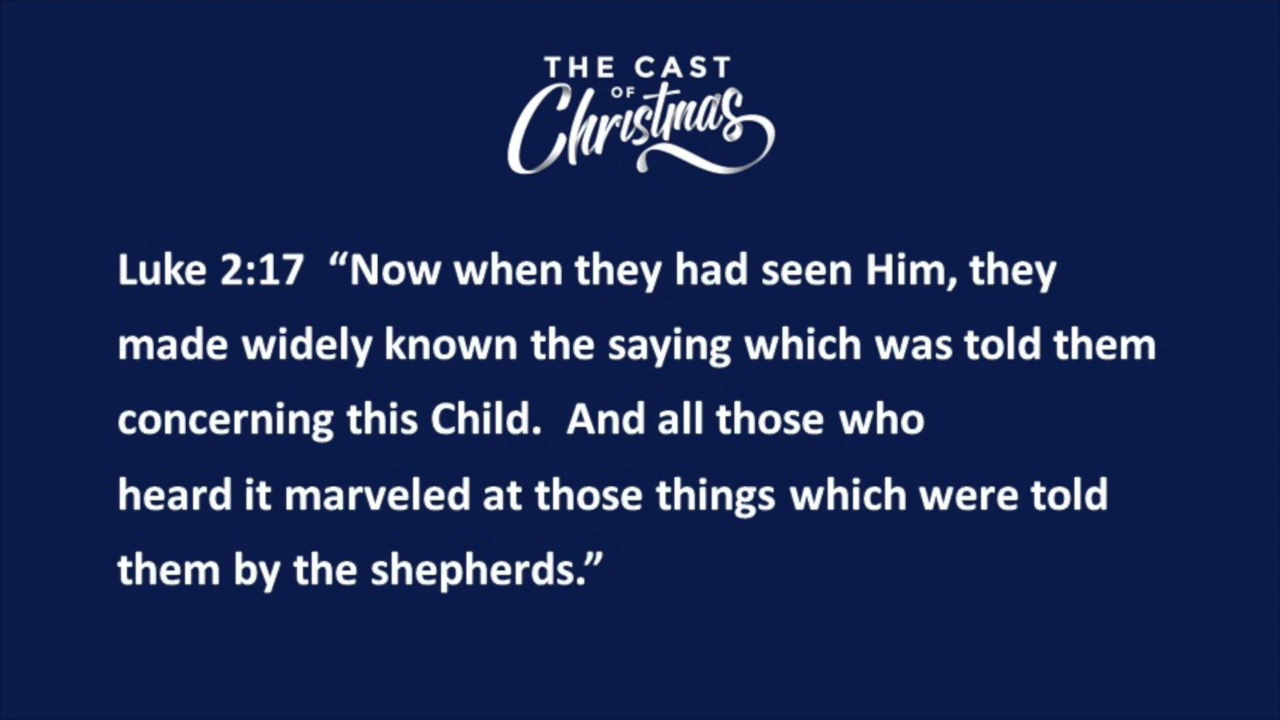 THE CAST
OF
Christmas
Luke 2:17 “Now when they had seen Him, they
made widely known the saying which was told them
concerning this Child. And all those who
heard it marveled at those things which were told
them by the shepherds.”